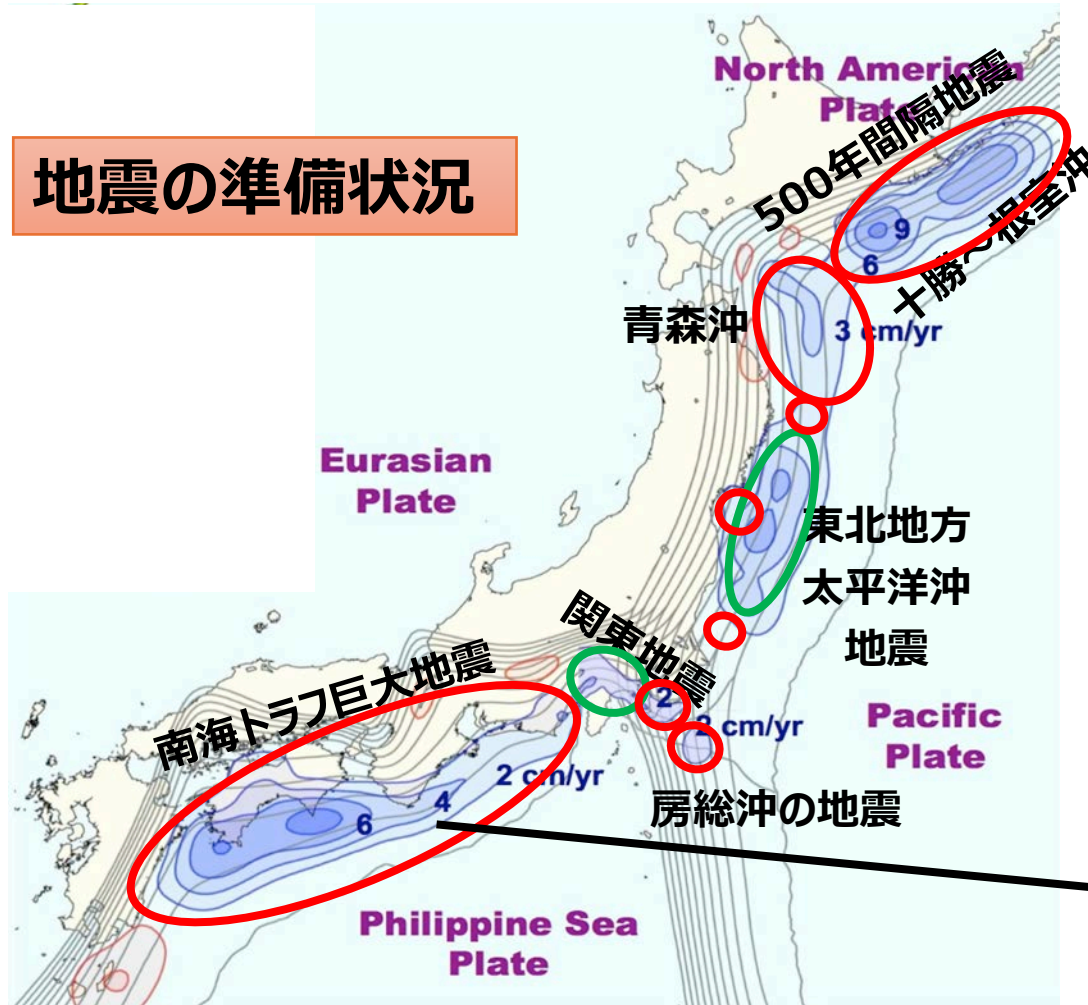 地震の準備状況
North American
Plate
500年間隔地震
十勝～根室沖
9
6
青森沖
3 cm/yr
Eurasian
Plate
東北地方
太平洋沖
地震
関東地震
南海トラフ巨大地震
2
2 cm/yr
Pacific
Plate
2 cm/yr
4
6
房総沖の地震
Philippine Sea
Plate